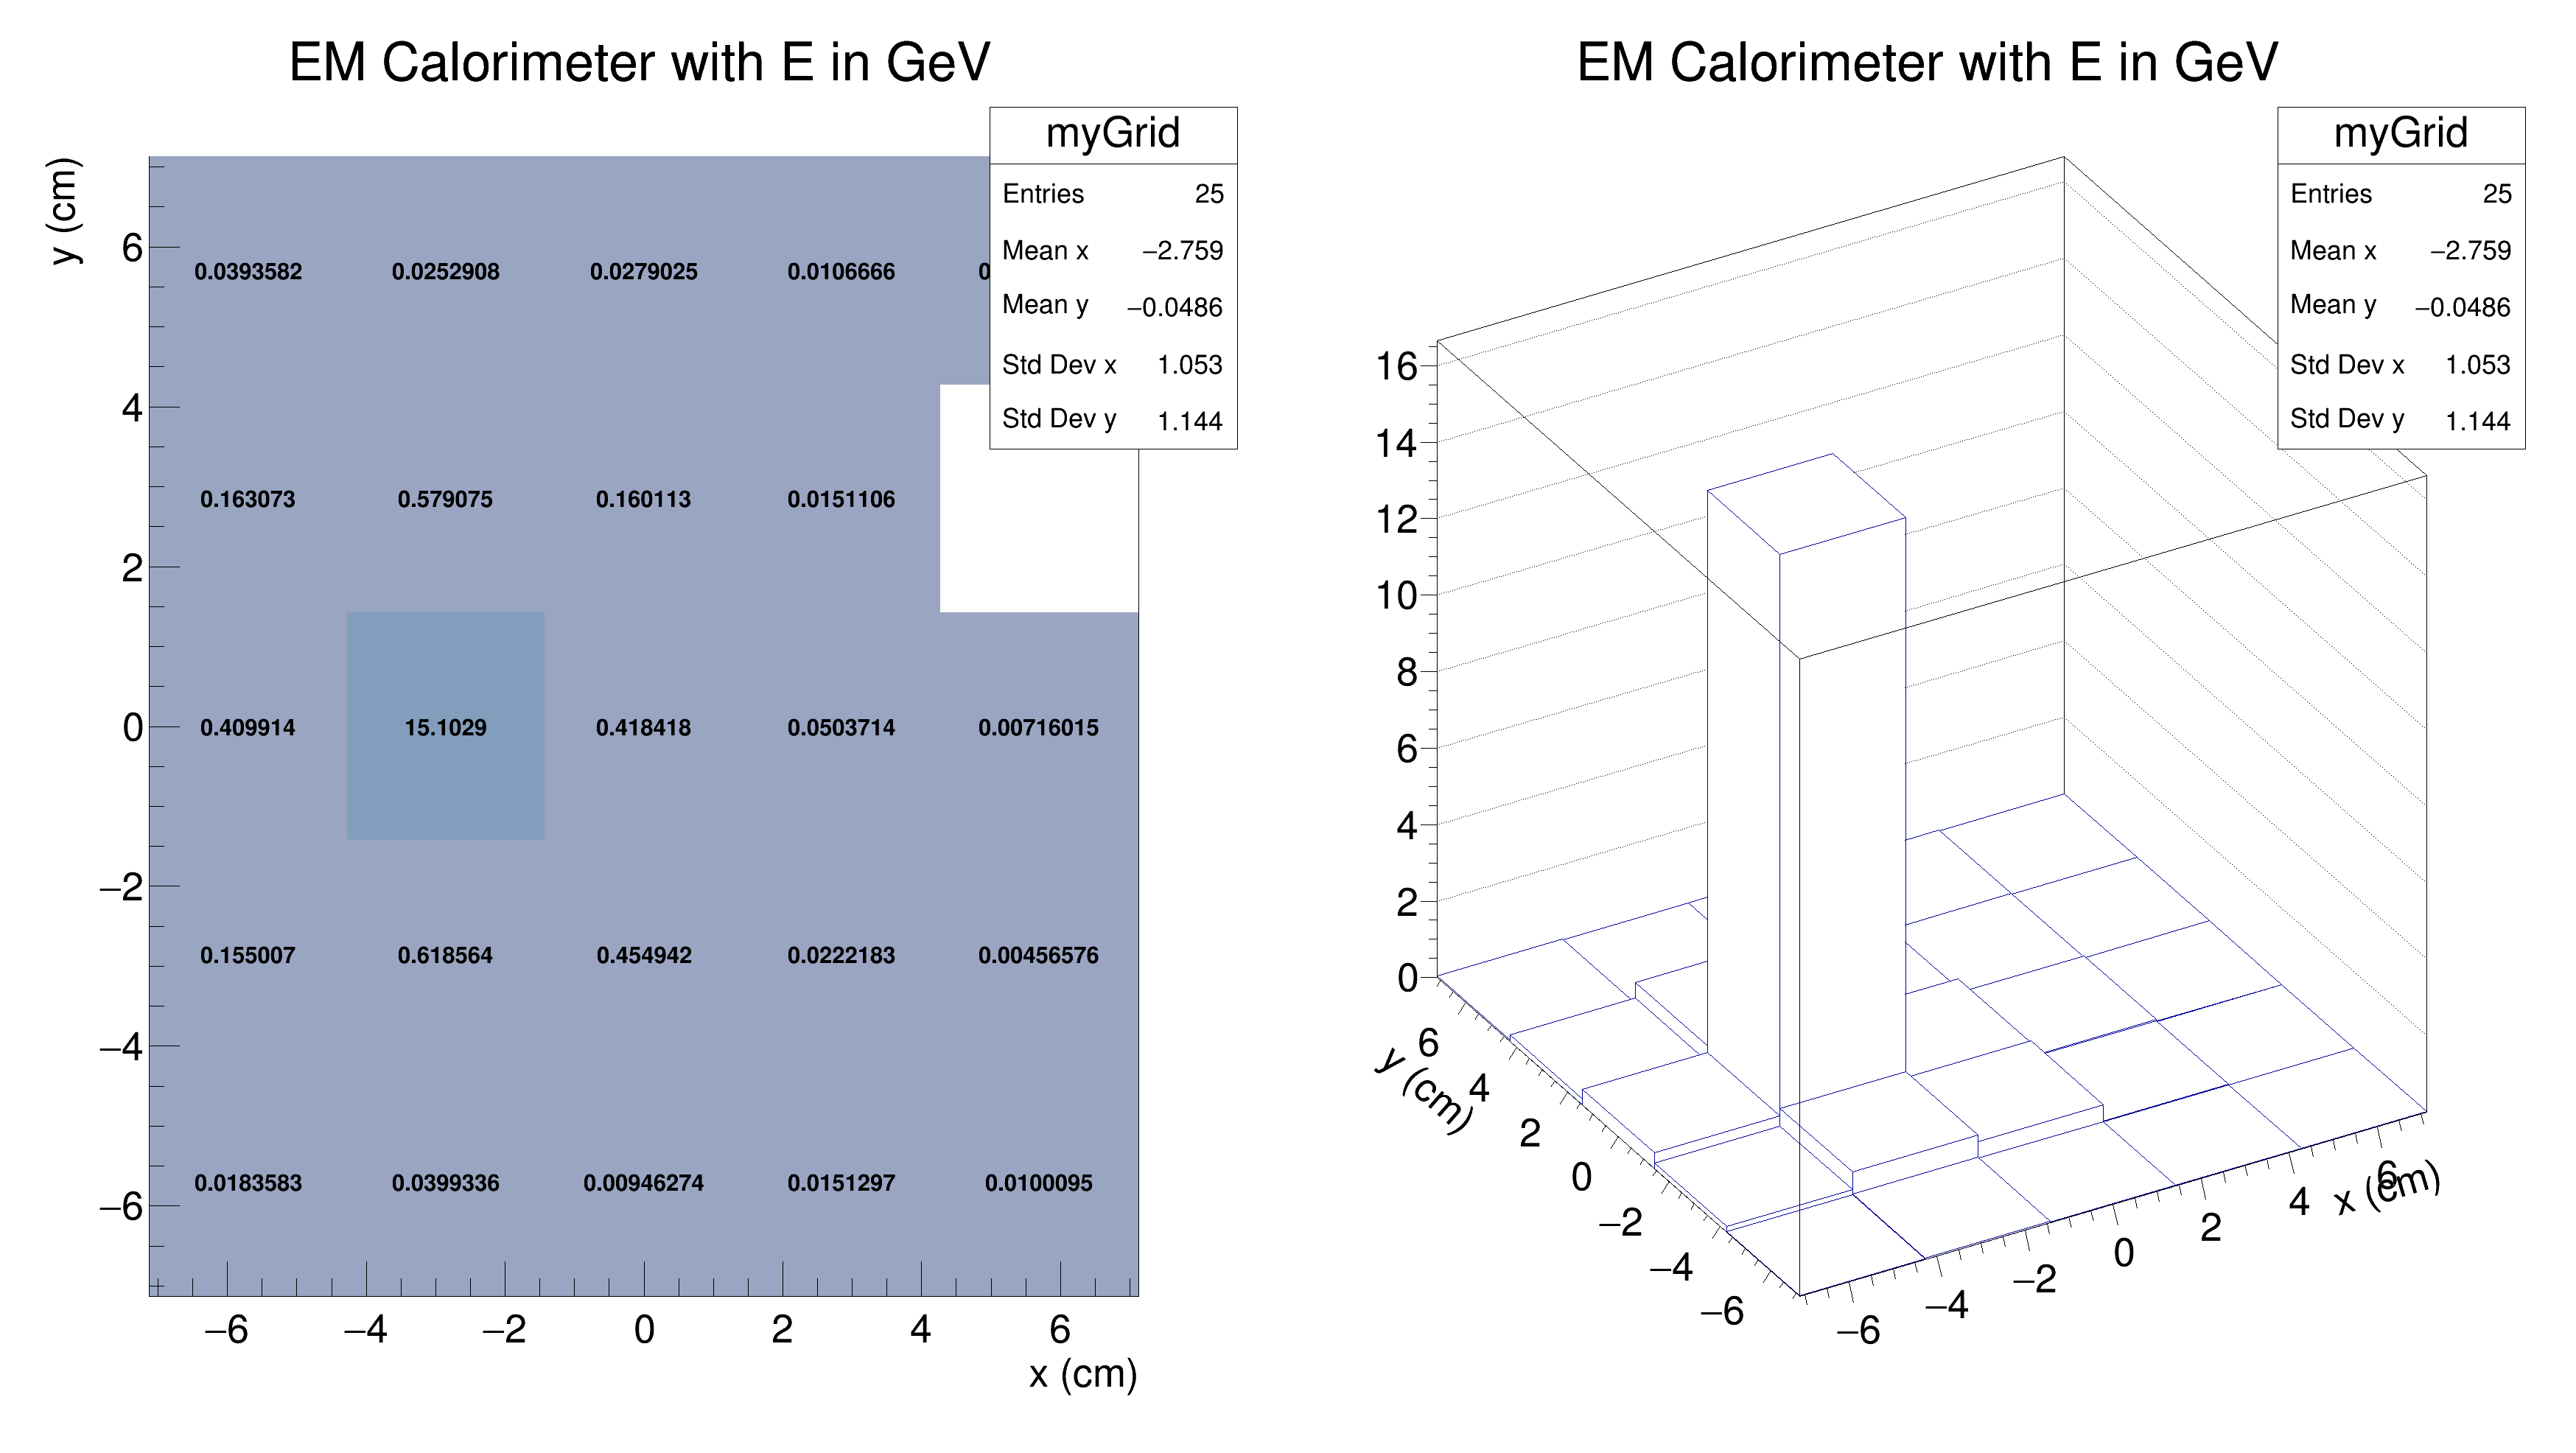 EM Calorimeter with E in GeV
myGrid
Entries 25
Mean x −2.759
Mean y −0.0486
Std Dev x 1.053
Std Dev y 1.144
y (cm)
6
4
2
0
−2
−4
−6
0.0393582 0.0252908 0.0279025 0.0106666
0.163073 0.579075 0.160113 0.0151106
0.409914 15.1029 0.418418 0.0503714 0.00716015
0.155007 0.618564 0.454942 0.0222183 0.00456576
0.0183583 0.0399336 0.00946274 0.0151297 0.0100095
−6 −4 −2 0 2 4 6
x (cm)
EM Calorimeter with E in GeV
myGrid
Entries 25
Mean x −2.759
Mean y −0.0486
Std Dev x 1.053
Std Dev y 1.144
16
14
12
10
8
6
4
2
0
y (cm)
6
4
2
0
−2
−4
−6
−6
−4
−2
0
2
4
6
x (cm)